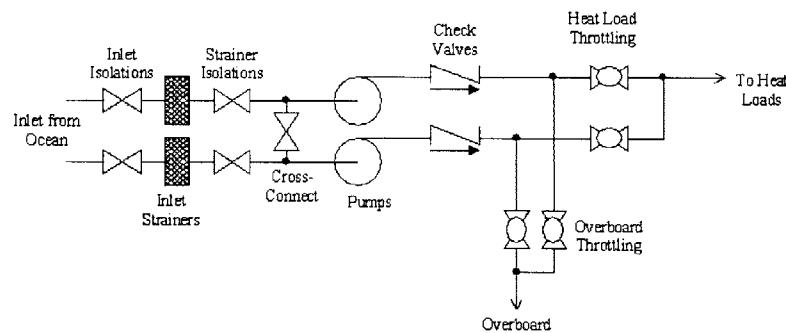 Inlet
Isolations
Strainer
Isolations
Check
Valves
Heat Load
Throttling
To Heat
Loads
Inlet from
Ocean
Cross-
Connect
Inlet
Strainers
Pumps
Overboard
Throttling
Overboard